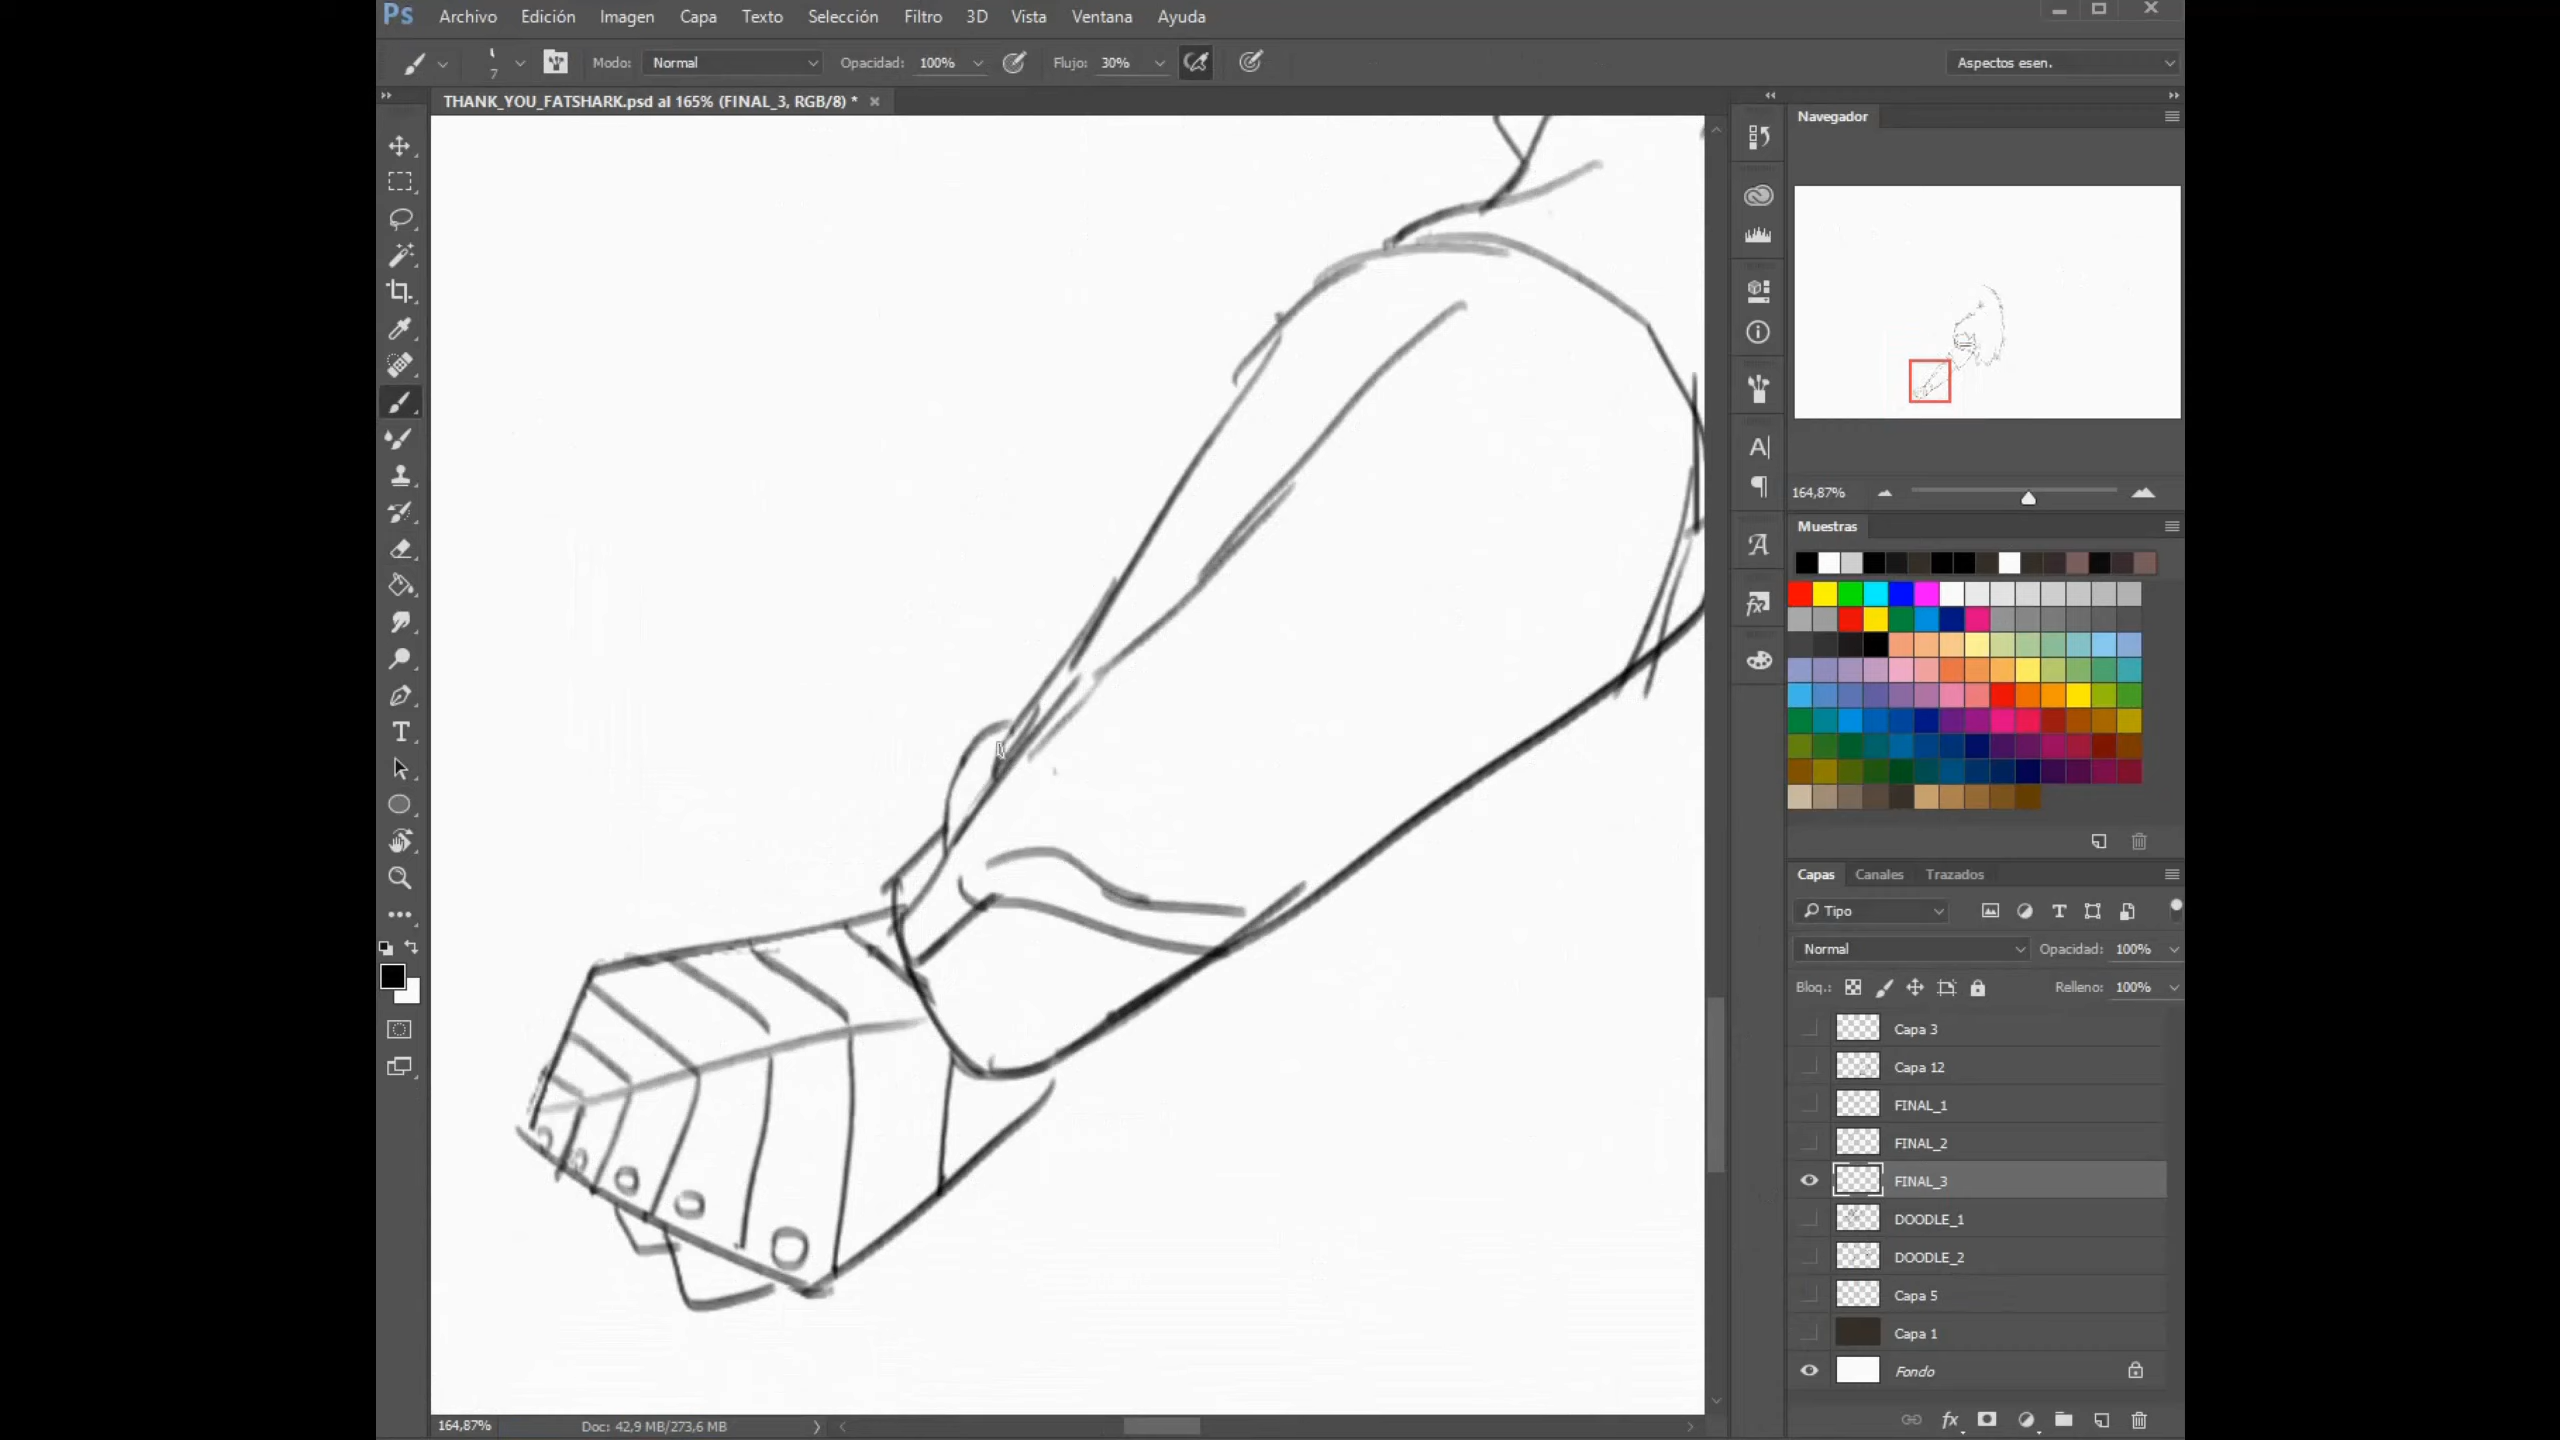 Ps Archivo Edición Imagen Capa Texto Selección Filtro 3D Vista Ventana Ayuda
7 Modo: Normal Opacidad: 100% Flujo: 30% Aspectos esen.
THANK_YOU_FATSHARK.psd al 165% (FINAL_3, RGB/8) *
Navegador
164,87%
Muestras
Capas Canales Trazados
Tipo
Normal Opacidad: 100%
Bloq.: Relleno: 100%
Capa 3
Capa 12
FINAL_1
FINAL_2
FINAL_3
DOODLE_1
DOODLE_2
Capa 5
Capa 1
Fondo
164,87% Doc: 42,9 MB/273,6 MB